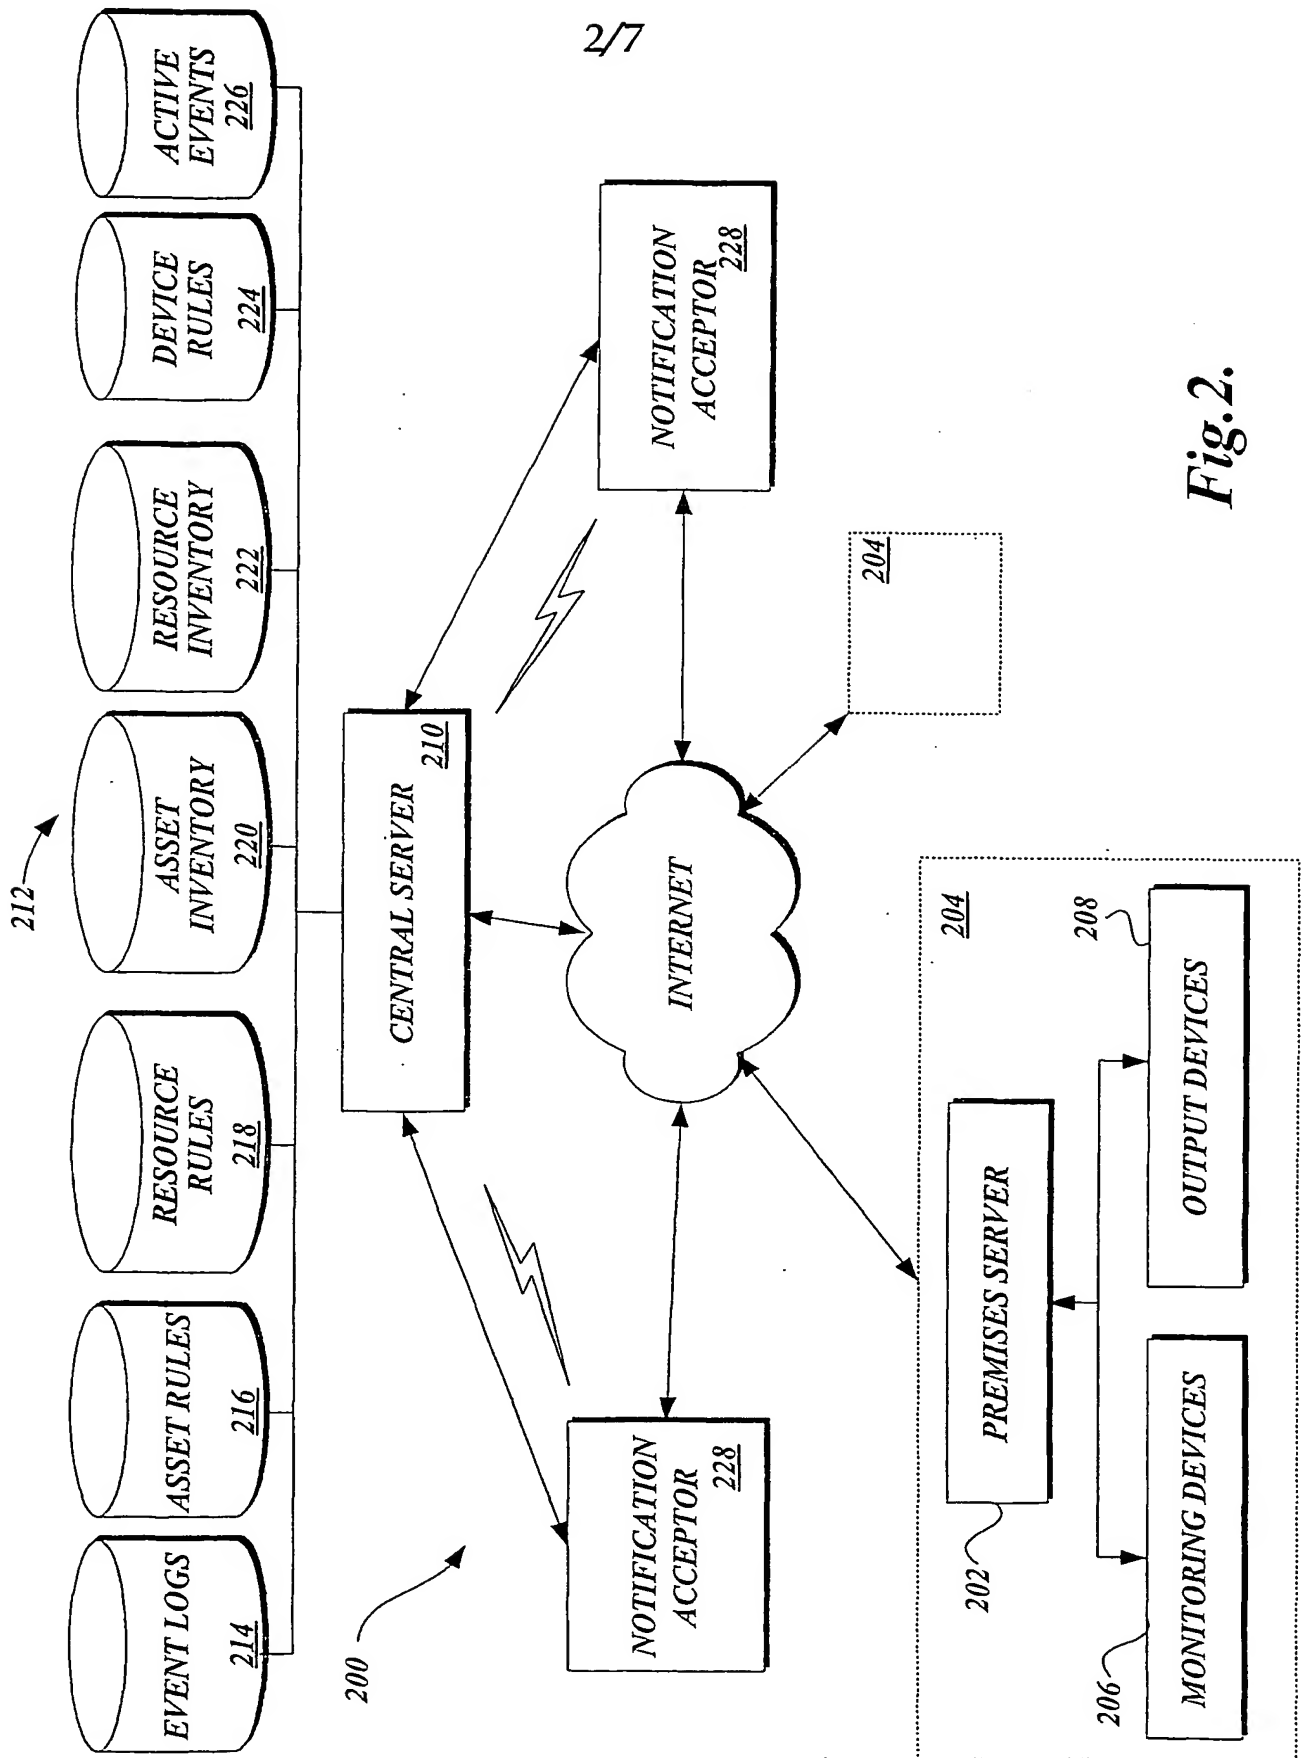 2/7
212
EVENT LOGS
214
ASSET RULES
216
RESOURCE
RULES
218
ASSET
INVENTORY
220
RESOURCE
INVENTORY
222
DEVICE
RULES
224
ACTIVE
EVENTS
226
CENTRAL SERVER
210
200
NOTIFICATION
ACCEPTOR
228
INTERNET
NOTIFICATION
ACCEPTOR
228
204
204
202
PREMISES SERVER
206
MONITORING DEVICES
208
OUTPUT DEVICES
Fig.2.